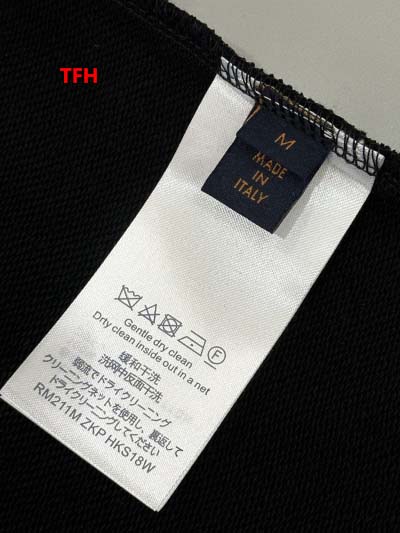 TFH
M
MADE
IN
ITALY
Gentle dry clean
Drty clean inside out in a net
缓和干洗
洗网中反面干洗
弱流でドライクリーニング
クリーニングネットを使用し、裏返して
ドライクリーニングしてください
RM211M ZKP HKS18W